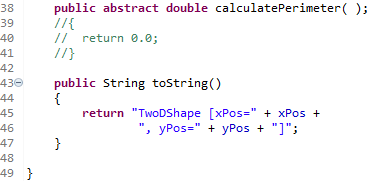 38 public abstract double calculatePerimeter( );
39 //{
40 // return 0.0;
41 //}
42
43 public String toString()
44 {
45 return "TwoDShape [xPos=" + xPos +
46 ", yPos=" + yPos + "]";
47 }
48
49 }